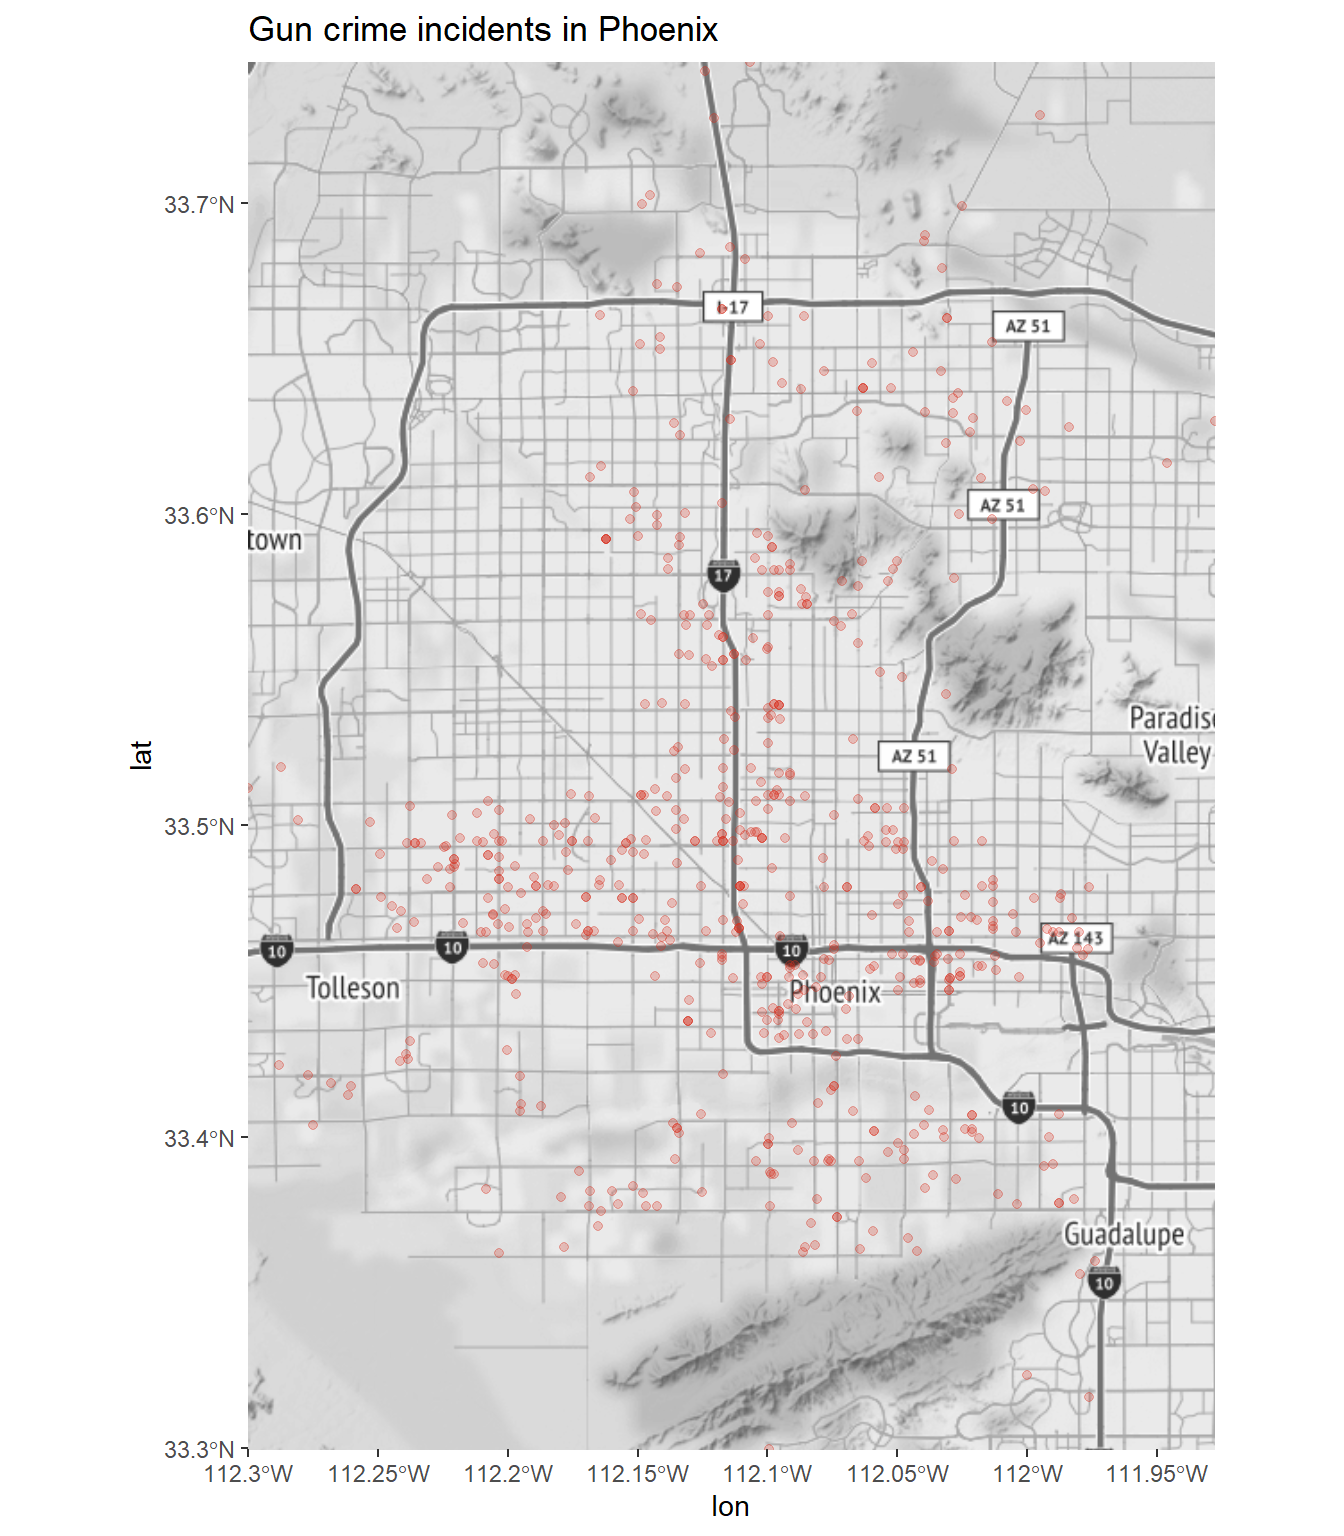 Gun crime incidents in Phoenix
33.7°N
33.6°N
33.5°N
33.4°N
33.3°N
lat
17
AZ 51
AZ 51
town
17
Paradise
Valley
AZ 51
10
10
10
AZ 143
Tolleson
Phoenix
10
Guadalupe
10
112.3°W
112.25°W
112.2°W
112.15°W
112.1°W
112.05°W
112°W
111.95°W
lon